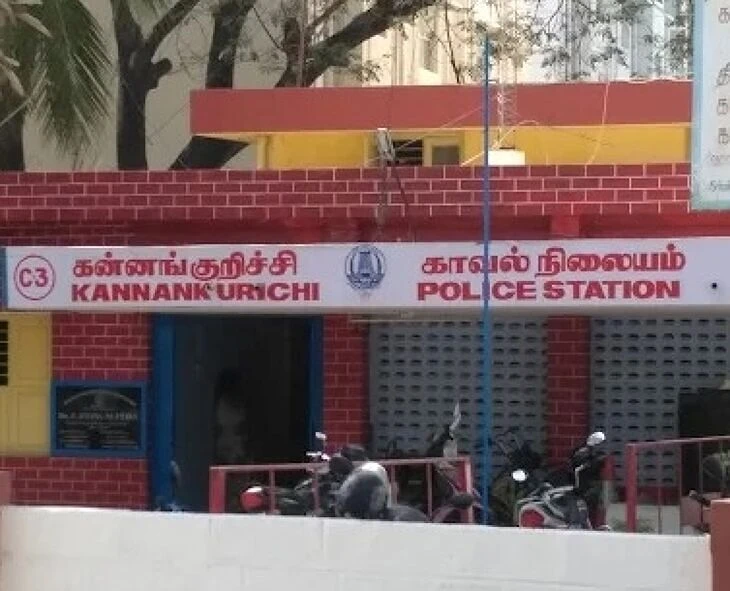 C3
கன்னங்குறிச்சி
KANNANKURICHI
காவல் நிலையம்
POLICE STATION